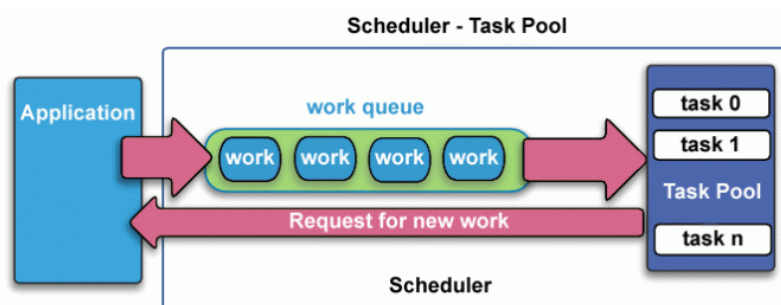 Scheduler - Task Pool
Application
work queue
work work work work
task 0
task 1
Task Pool
task n
Request for new work
Scheduler